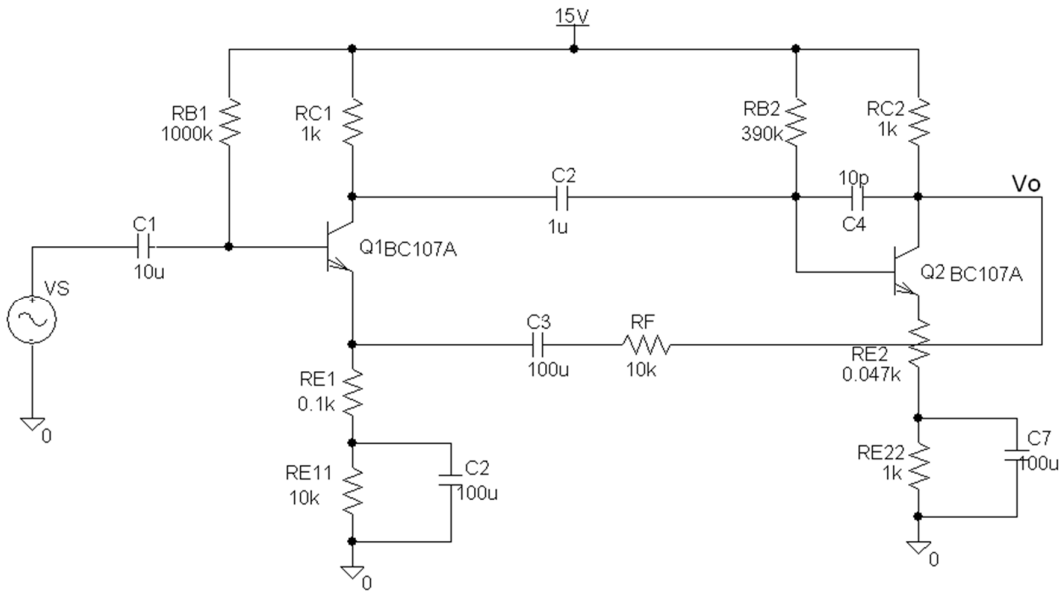 15V
RB1
1000k
RC1
1k
RB2
390k
RC2
1k
C2
1u
10p
C4
Vo
C1
10u
Q1 BC107A
Q2 BC107A
VS
C3
100u
RF
10k
RE2
0.047k
RE1
0.1k
RE11
10k
C2
100u
RE22
1k
C7
100u
0
0
0